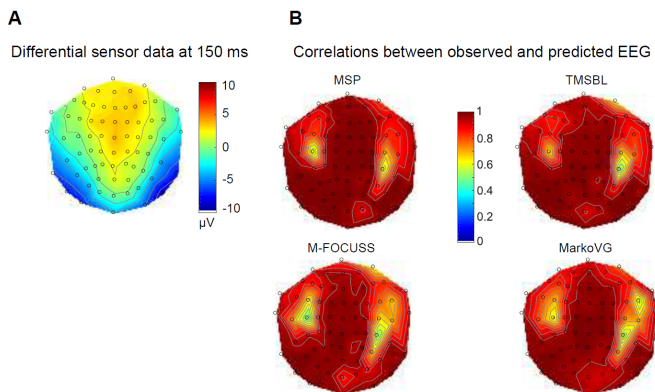 A
B
Differential sensor data at 150 ms
Correlations between observed and predicted EEG
MSP
TMSBL
10
5
0
-5
-10
µV
1
0.8
0.6
0.4
0.2
0
M-FOCUSS
MarkoVG